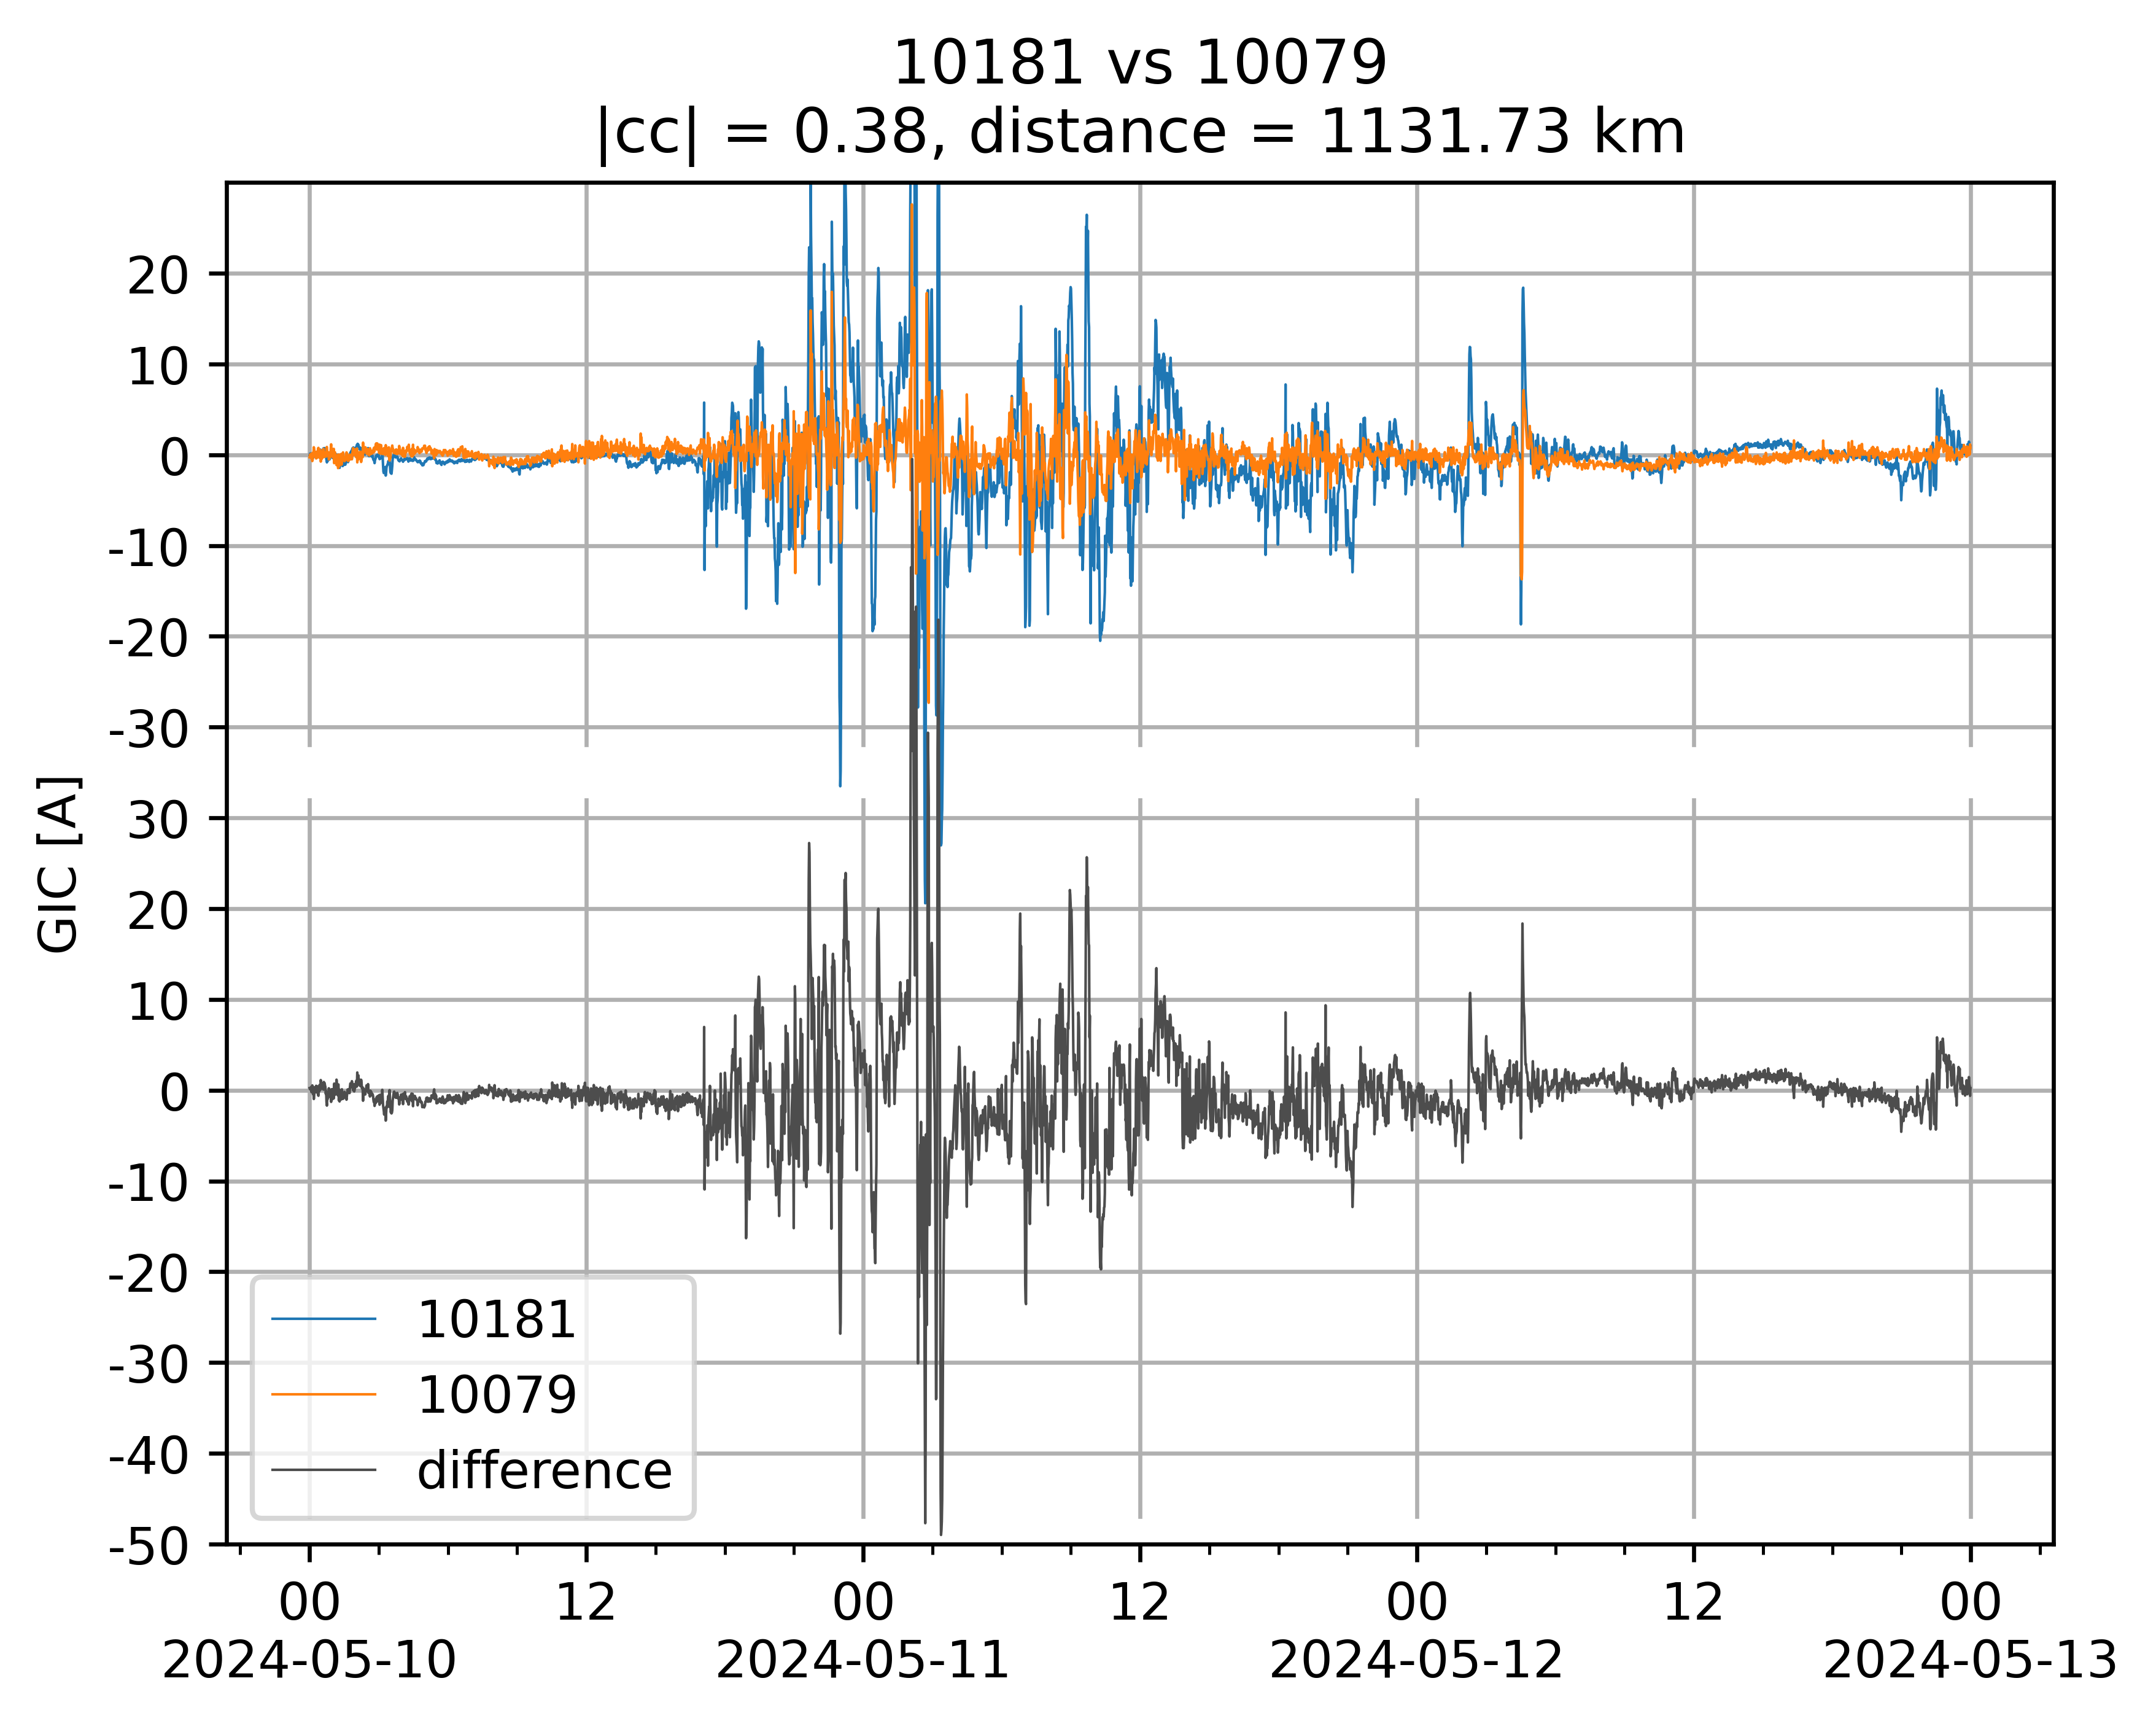 10181 vs 10079
|cc| = 0.38, distance = 1131.73 km
GIC [A]
20
10
0
-10
-20
-30
30
20
10
0
-10
-20
-30
-40
-50
10181
10079
difference
00 12 00 12 00 12 00
2024-05-10 2024-05-11 2024-05-12 2024-05-13